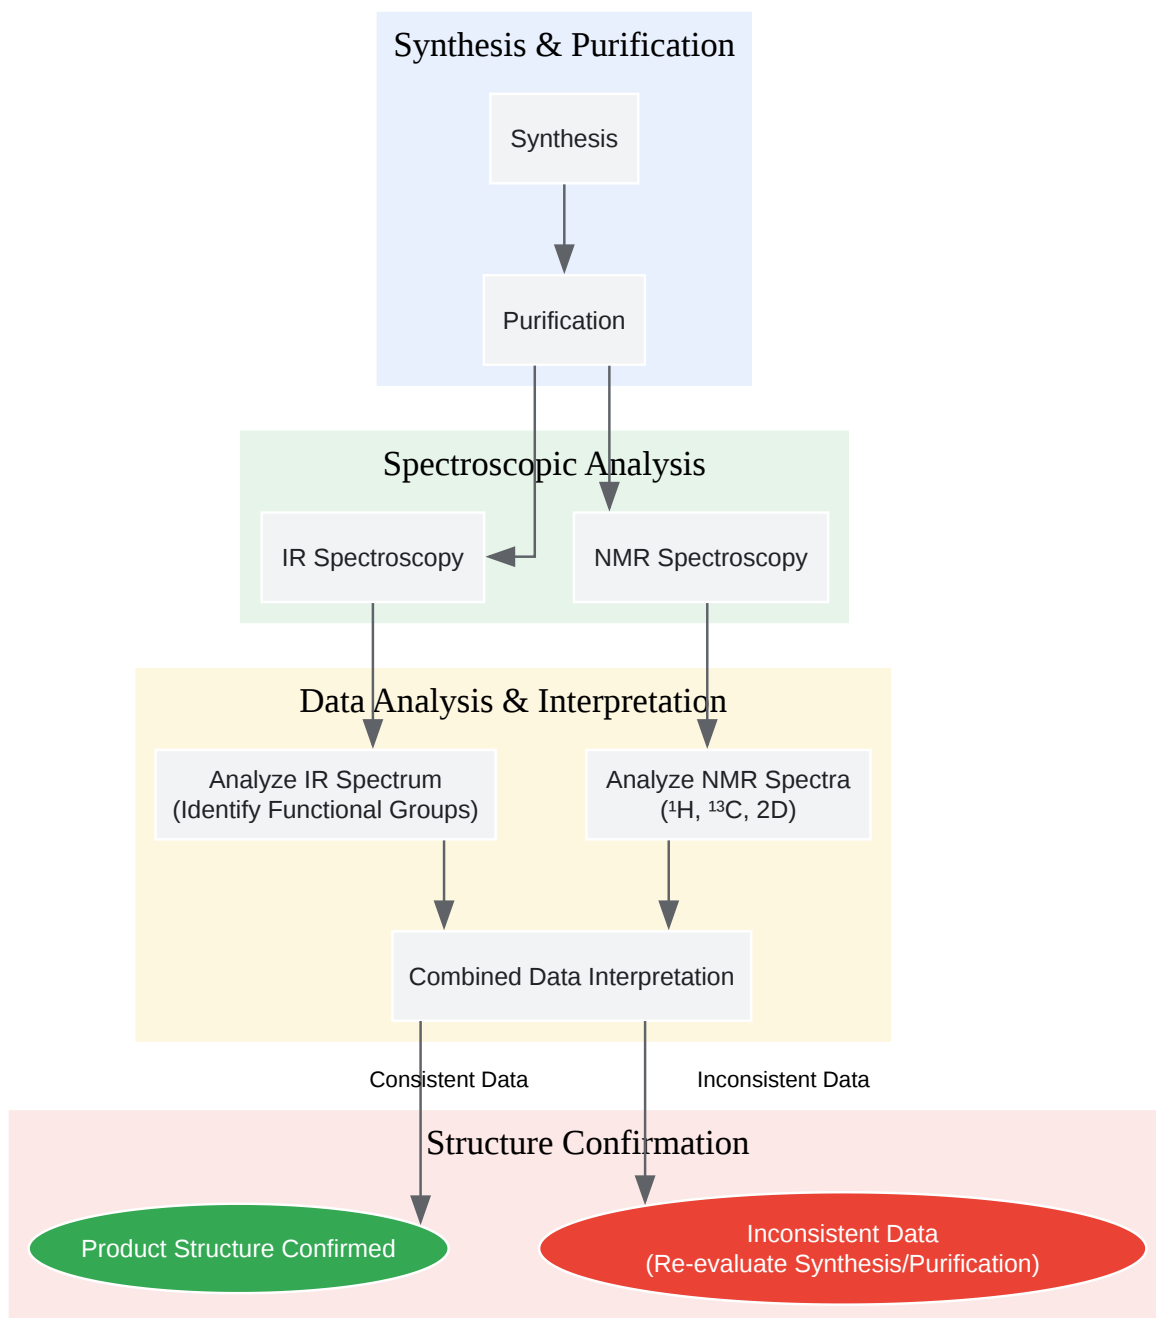 Synthesis & Purification
Synthesis
Purification
Spectroscopic Analysis
IR Spectroscopy
NMR Spectroscopy
Data Analysis & Interpretation
Analyze IR Spectrum
(Identify Functional Groups)
Analyze NMR Spectra
(¹H, ¹³C, 2D)
Combined Data Interpretation
Consistent Data
Inconsistent Data
Structure Confirmation
Product Structure Confirmed
Inconsistent Data
(Re-evaluate Synthesis/Purification)